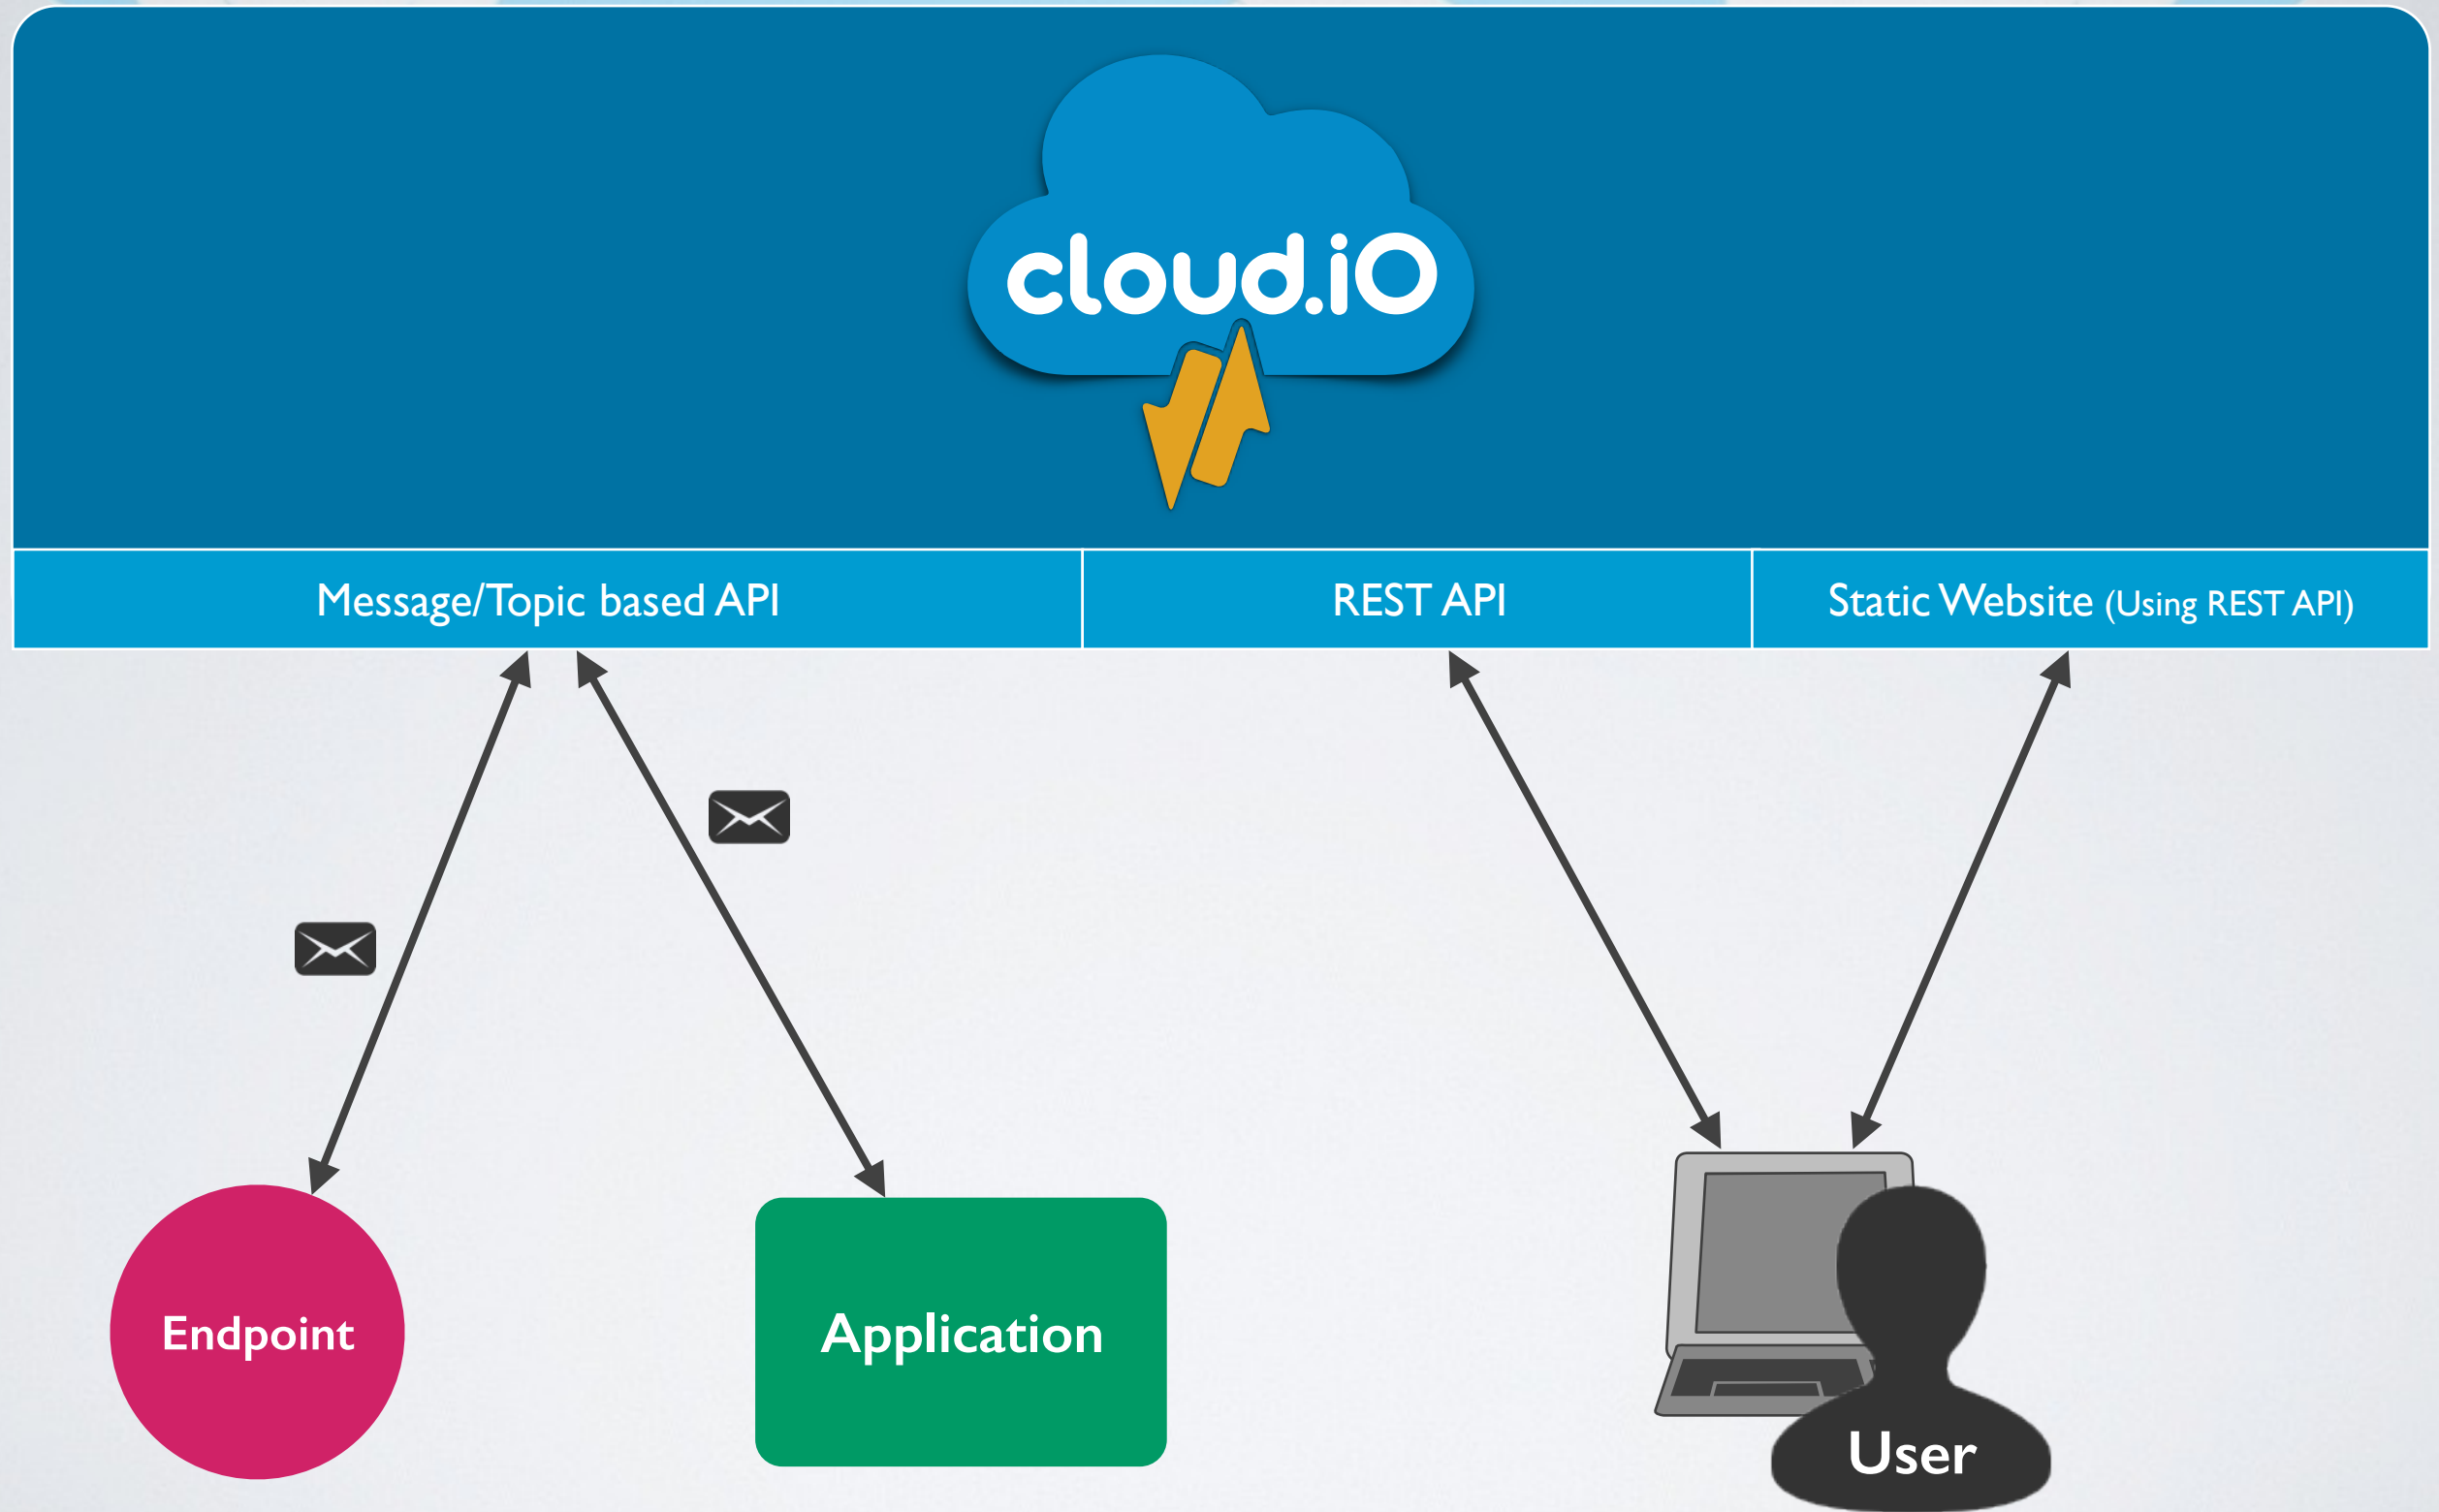 cloud.iO
Message/Topic based API
REST API
Static Website (Using REST API)
Endpoint
Application
User